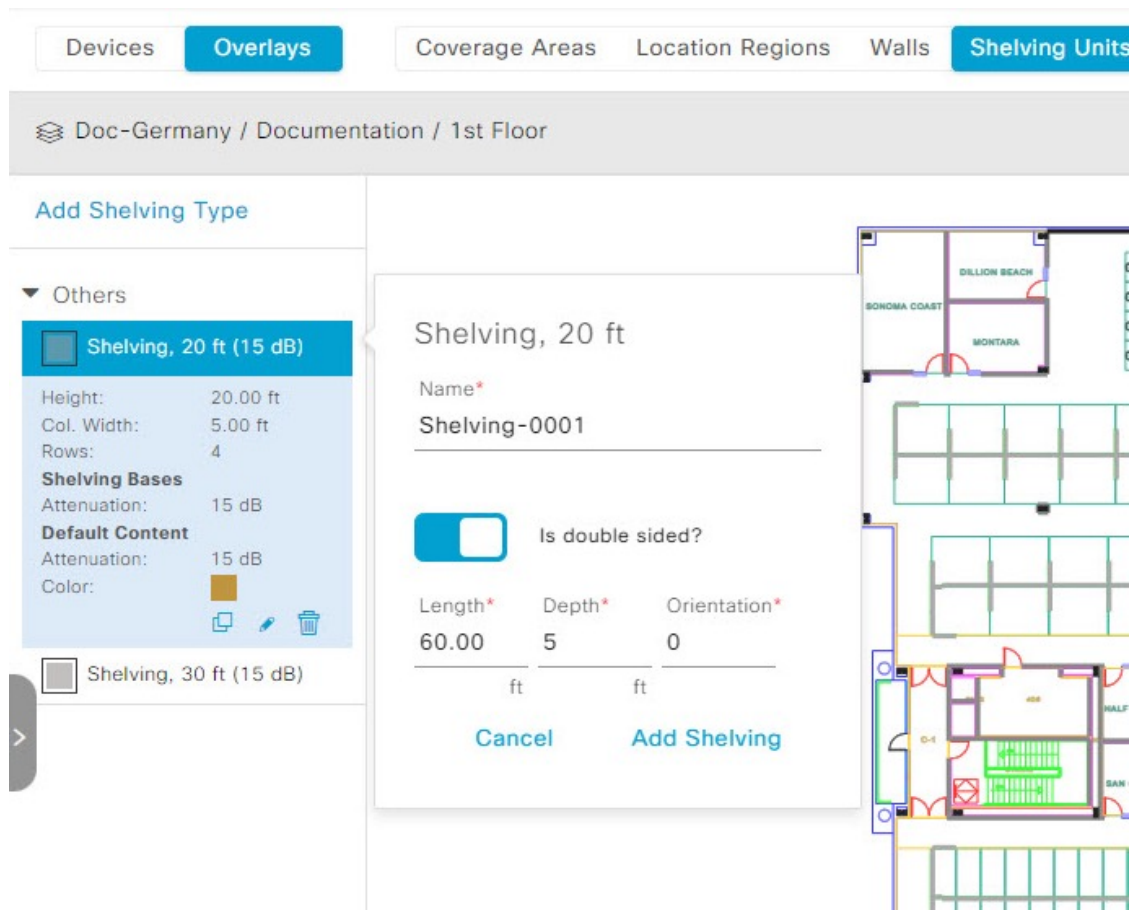 Devices Overlays Coverage Areas Location Regions Walls Shelving Units
Doc-Germany / Documentation / 1st Floor
Add Shelving Type
Others
Shelving, 20 ft (15 dB)
Height: 20.00 ft
Col. Width: 5.00 ft
Rows: 4
Shelving Bases
Attenuation: 15 dB
Default Content
Attenuation: 15 dB
Color:
Shelving, 30 ft (15 dB)
Shelving, 20 ft
Name*
Shelving-0001
Is double sided?
Length* Depth* Orientation*
60.00 5 0
ft ft
Cancel Add Shelving
DILLION BEACH
SONOMA COAST
MONTARA
HALF
C-1
SAN